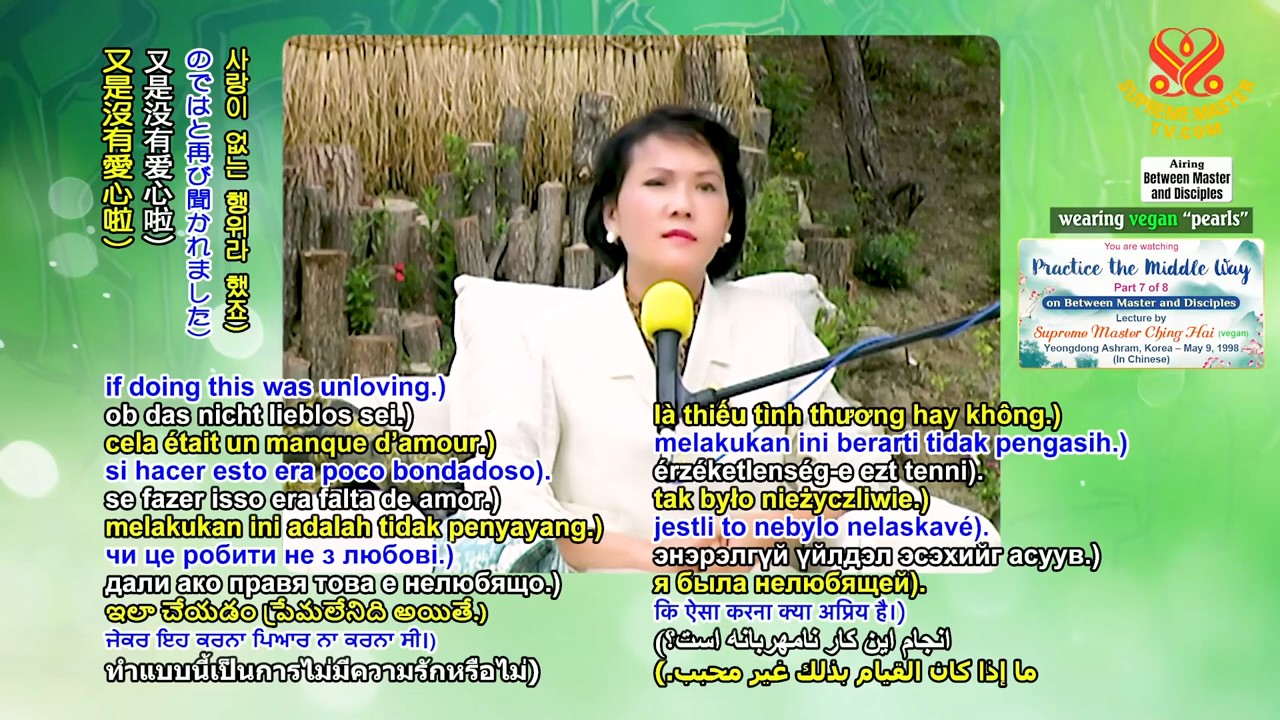 又是沒有愛心啦)
又是没有爱心啦)
のではと再び聞かれました)
사랑이 없는 행위라 했죠)
if doing this was unloving.)
ob das nicht lieblos sei.)
cela était un manque d’amour.)
si hacer esto era poco bondadoso).
se fazer isso era falta de amor.)
melakukan ini adalah tidak penyayang.)
чи це робити не з любові.)
дали ако правя това е нелюбящо.)
ఇలా చేయడం ప్రేమలేనిది అయితే.)
ਜੇਕਰ ਇਹ ਕਰਨਾ ਪਿਆਰ ਨਾ ਕਰਨਾ ਸੀ।)
ทำแบบนี้เป็นการไม่มีความรักหรือไม่)
là thiếu tình thương hay không.)
melakukan ini berarti tidak pengasih.)
érzéketlenség-e ezt tenni).
tak było nieżyczliwie.)
jestli to nebylo nelaskavé).
энэрэлгүй үйлдэл эсэхийг асуув.)
я была нелюбящей).
कि ऐसा करना क्या अप्रिय है।)
انجام این کار نامهربانه است؟)
ما إذا كان القيام بذلك غير محبب.)
SUPREME MASTER
TV.COM
Airing
Between Master
and Disciples
wearing vegan “pearls”
You are watching
Practice the Middle Way
Part 7 of 8
on Between Master and Disciples
Lecture by
Supreme Master Ching Hai (vegan)
Yeongdong Ashram, Korea – May 9, 1998
(In Chinese)